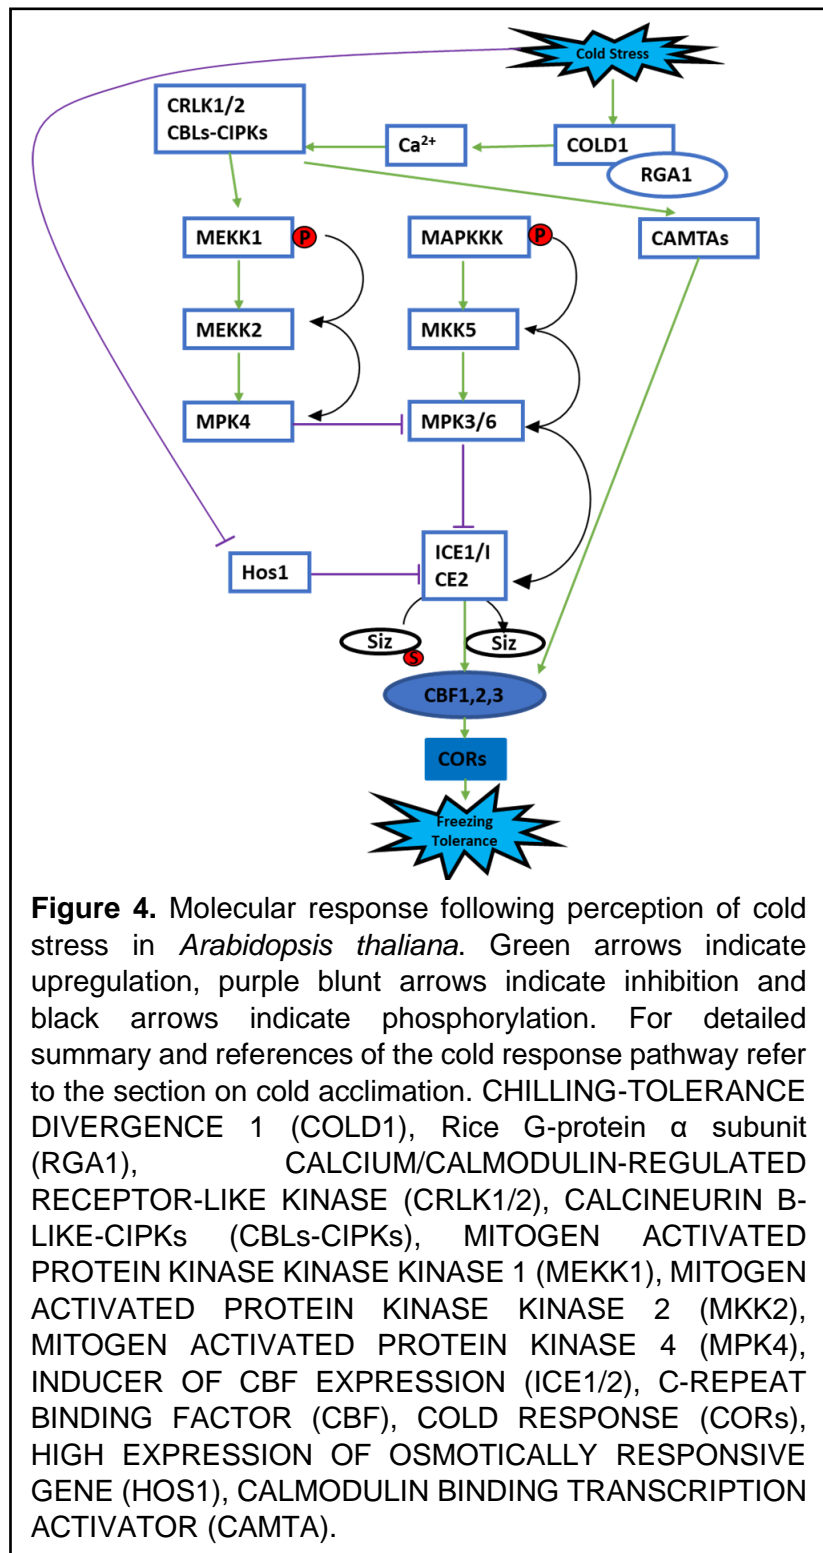 Cold Stress
CRLK1/2
CBLs-CIPKs
Ca²⁺
COLD1
RGA1
MEKK1
P
MAPKKK
P
CAMTAs
MEKK2
MKK5
MPK4
MPK3/6
Hos1
ICE1/I
CE2
Siz
S
Siz
CBF1,2,3
CORs
Freezing
Tolerance
Figure 4. Molecular response following perception of cold
stress in Arabidopsis thaliana. Green arrows indicate
upregulation, purple blunt arrows indicate inhibition and
black arrows indicate phosphorylation. For detailed
summary and references of the cold response pathway refer
to the section on cold acclimation. CHILLING-TOLERANCE
DIVERGENCE 1 (COLD1), Rice G-protein α subunit
(RGA1), CALCIUM/CALMODULIN-REGULATED
RECEPTOR-LIKE KINASE (CRLK1/2), CALCINEURIN B-
LIKE-CIPKs (CBLs-CIPKs), MITOGEN ACTIVATED
PROTEIN KINASE KINASE KINASE 1 (MEKK1), MITOGEN
ACTIVATED PROTEIN KINASE KINASE 2 (MKK2),
MITOGEN ACTIVATED PROTEIN KINASE 4 (MPK4),
INDUCER OF CBF EXPRESSION (ICE1/2), C-REPEAT
BINDING FACTOR (CBF), COLD RESPONSE (CORs),
HIGH EXPRESSION OF OSMOTICALLY RESPONSIVE
GENE (HOS1), CALMODULIN BINDING TRANSCRIPTION
ACTIVATOR (CAMTA).